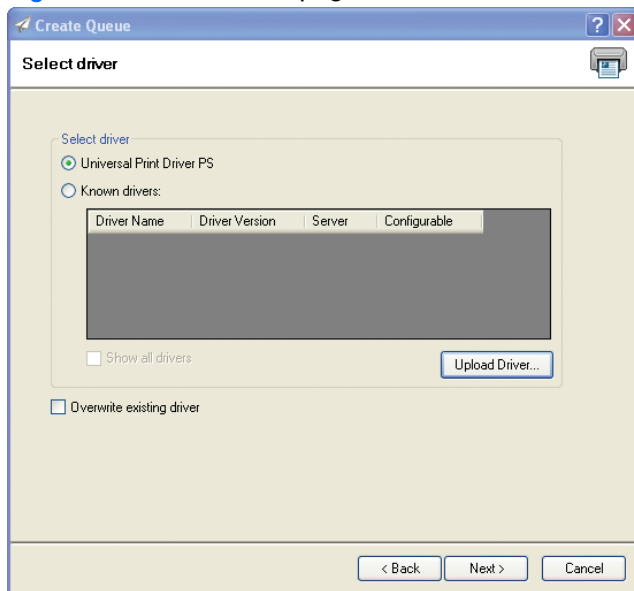 Create Queue
Select driver
Select driver
Universal Print Driver PS
Known drivers:
Driver Name Driver Version Server Configurable
Show all drivers
Upload Driver...
Overwrite existing driver
< Back Next > Cancel